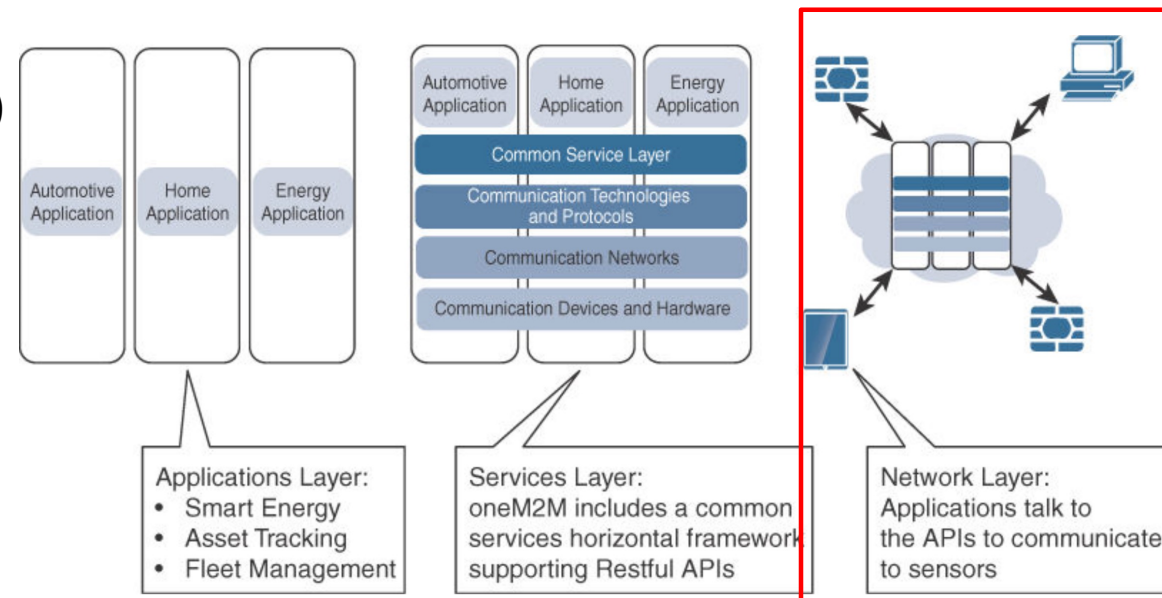 )
Automotive
Application
Home
Application
Energy
Application
Automotive
Application
Home
Application
Energy
Application
Common Service Layer
Communication Technologies
and Protocols
Communication Networks
Communication Devices and Hardware
Applications Layer:
• Smart Energy
• Asset Tracking
• Fleet Management
Services Layer:
oneM2M includes a common
services horizontal framework
supporting Restful APIs
Network Layer:
Applications talk to
the APIs to communicate
to sensors